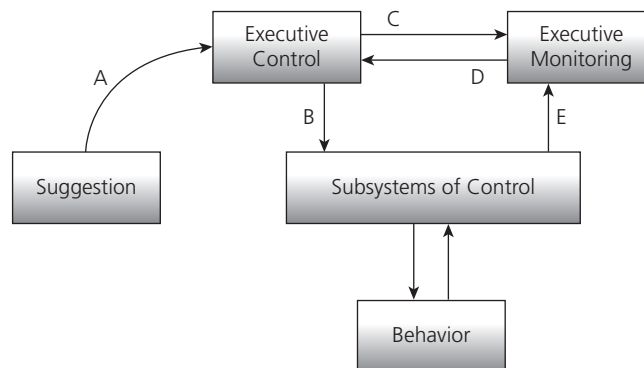 Executive
Control
C
Executive
Monitoring
A
D
B
E
Suggestion
Subsystems of Control
Behavior